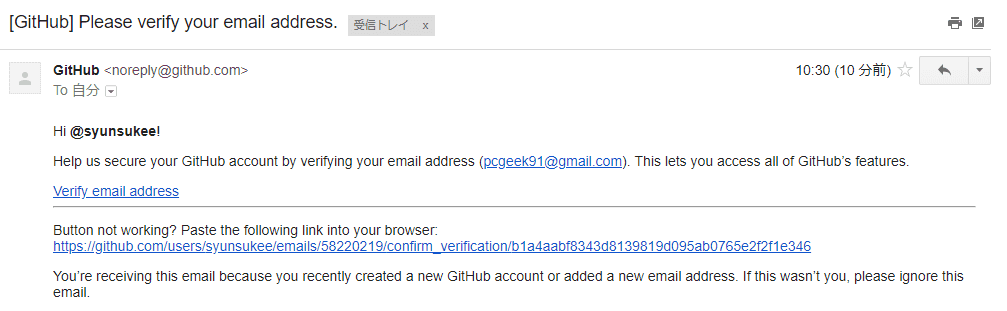 [GitHub] Please verify your email address. 受信トレイ x
GitHub <noreply@github.com> 10:30 (10 分前)
To 自分
Hi @syunsukee!
Help us secure your GitHub account by verifying your email address (pcgeek91@gmail.com). This lets you access all of GitHub's features.
Verify email address
Button not working? Paste the following link into your browser:
https://github.com/users/syunsukee/emails/58220219/confirm_verification/b1a4aabf8343d8139819d095ab0765e2f2f1e346
You're receiving this email because you recently created a new GitHub account or added a new email address. If this wasn't you, please ignore this
email.